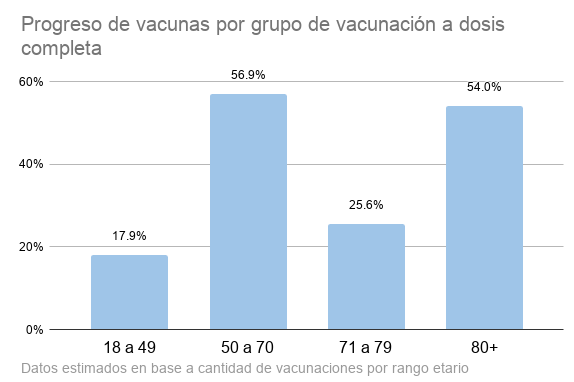 Progreso de vacunas por grupo de vacunación a dosis
completa
60%
40%
20%
0%
17.9%
56.9%
25.6%
54.0%
18 a 49
50 a 70
71 a 79
80+
Datos estimados en base a cantidad de vacunaciones por rango etario